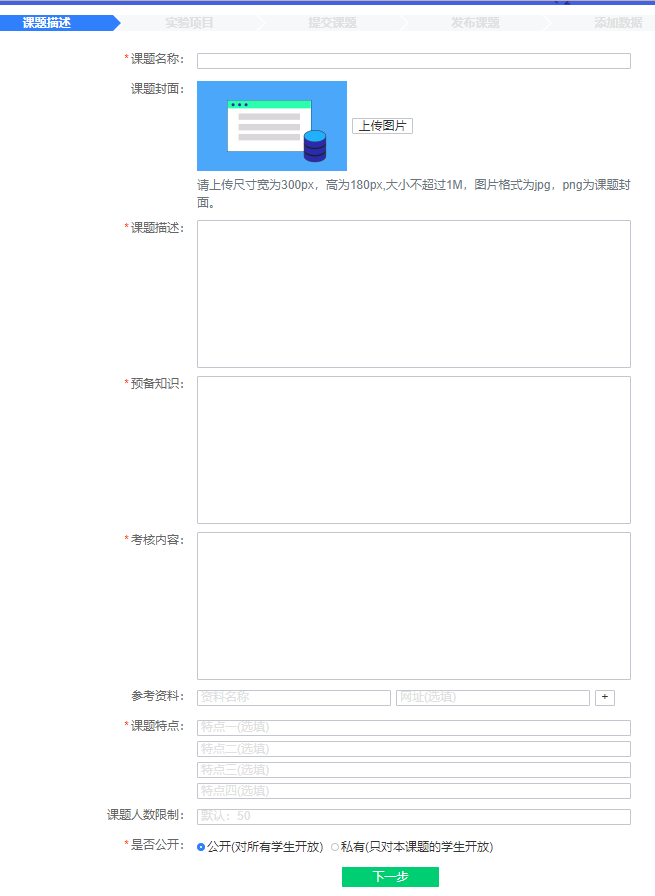 课题描述 实验项目 提交课题 发布课题 添加数据
*课题名称：
课题封面：
上传图片
请上传尺寸宽为300px，高为180px,大小不超过1M，图片格式为jpg，png为课题封
面。
*课题描述：
*预备知识：
*考核内容：
参考资料： 资料名称 网址(选填) +
*课题特点： 特点一(选填)
特点二(选填)
特点三(选填)
特点四(选填)
课题人数限制： 默认：50
*是否公开： 公开(对所有学生开放) 私有(只对本课题的学生开放)
下一步